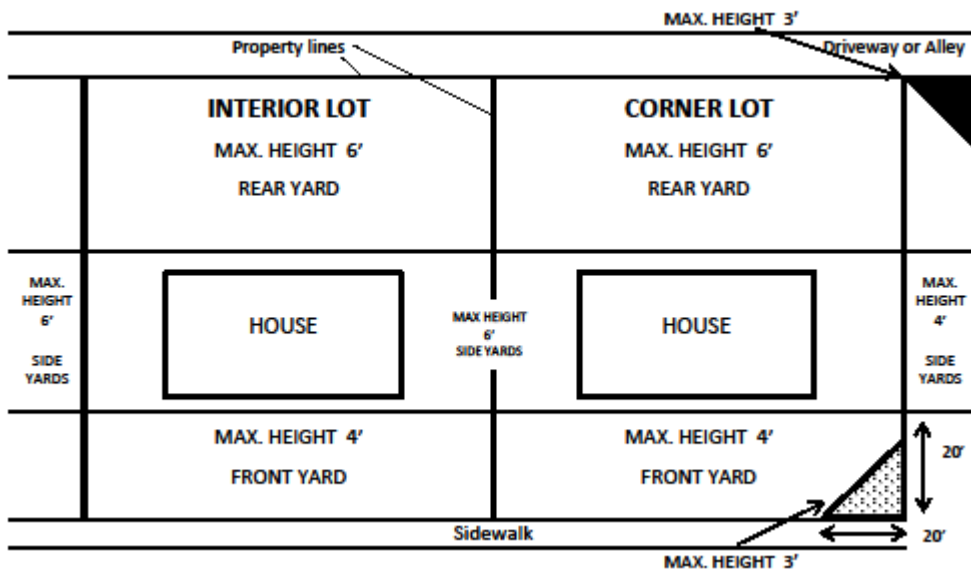 MAX. HEIGHT 3'
Property lines
Driveway or Alley
INTERIOR LOT
MAX. HEIGHT 6'
REAR YARD
CORNER LOT
MAX. HEIGHT 6'
REAR YARD
MAX.
HEIGHT
6'
SIDE
YARDS
HOUSE
MAX HEIGHT
6'
SIDE YARDS
HOUSE
MAX.
HEIGHT
4'
SIDE
YARDS
MAX. HEIGHT 4'
FRONT YARD
MAX. HEIGHT 4'
FRONT YARD
20'
Sidewalk
20'
MAX. HEIGHT 3'